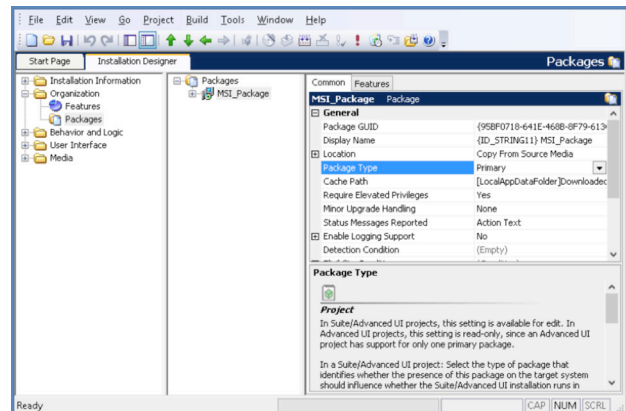 File Edit View Go Project Build Tools Window Help
Start Page Installation Designer Packages
Installation Information
Organization
Features
Packages
Behavior and Logic
User Interface
Media
Packages
MSI_Package
Common Features
MSI_Package Package
General
Package GUID {95BF0718-641E-468B-8F79-613
Display Name {ID_STRING11} MSI_Package
Location Copy From Source Media
Package Type Primary
Cache Path [LocalAppDataFolder]Downloaded
Require Elevated Privileges Yes
Minor Upgrade Handling None
Status Messages Reported Action Text
Enable Logging Support No
Detection Condition (Empty)
Package Type
Project
In Suite/Advanced UI projects, this setting is available for edit. In
Advanced UI projects, this setting is read-only, since an Advanced UI
project has support for only one primary package.
In a Suite/Advanced UI project: Select the type of package that
identifies whether the presence of this package on the target system
should influence whether the Suite/Advanced UI installation runs in
Ready CAP NUM SCRL